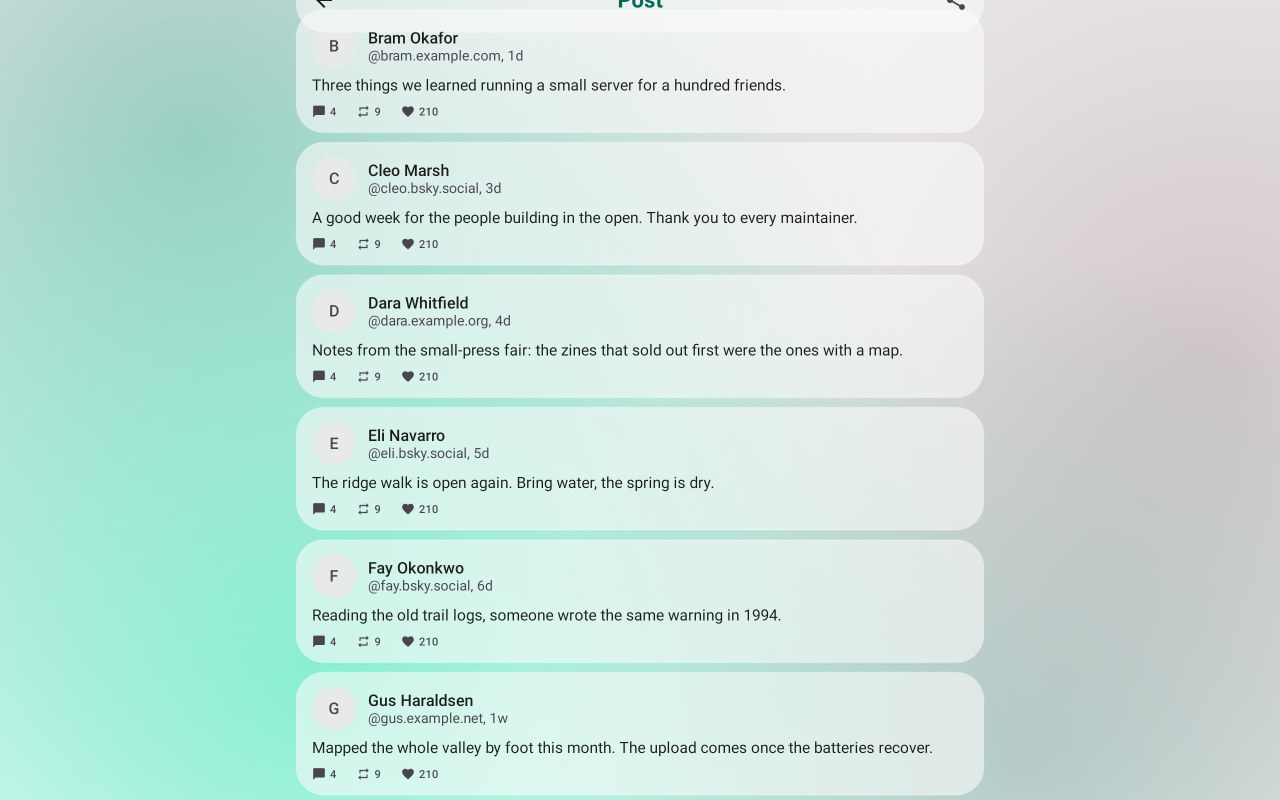 Post
B
Bram Okafor
@bram.example.com, 1d
Three things we learned running a small server for a hundred friends.
4 9 210
C
Cleo Marsh
@cleo.bsky.social, 3d
A good week for the people building in the open. Thank you to every maintainer.
4 9 210
D
Dara Whitfield
@dara.example.org, 4d
Notes from the small-press fair: the zines that sold out first were the ones with a map.
4 9 210
E
Eli Navarro
@eli.bsky.social, 5d
The ridge walk is open again. Bring water, the spring is dry.
4 9 210
F
Fay Okonkwo
@fay.bsky.social, 6d
Reading the old trail logs, someone wrote the same warning in 1994.
4 9 210
G
Gus Haraldsen
@gus.example.net, 1w
Mapped the whole valley by foot this month. The upload comes once the batteries recover.
4 9 210